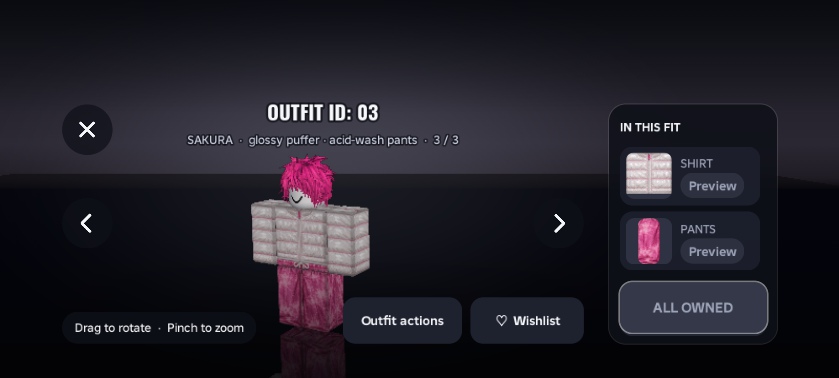 OUTFIT ID: 03
SAKURA · glossy puffer · acid-wash pants · 3 / 3
IN THIS FIT
SHIRT
Preview
PANTS
Preview
ALL OWNED
Outfit actions
♡ Wishlist
Drag to rotate · Pinch to zoom